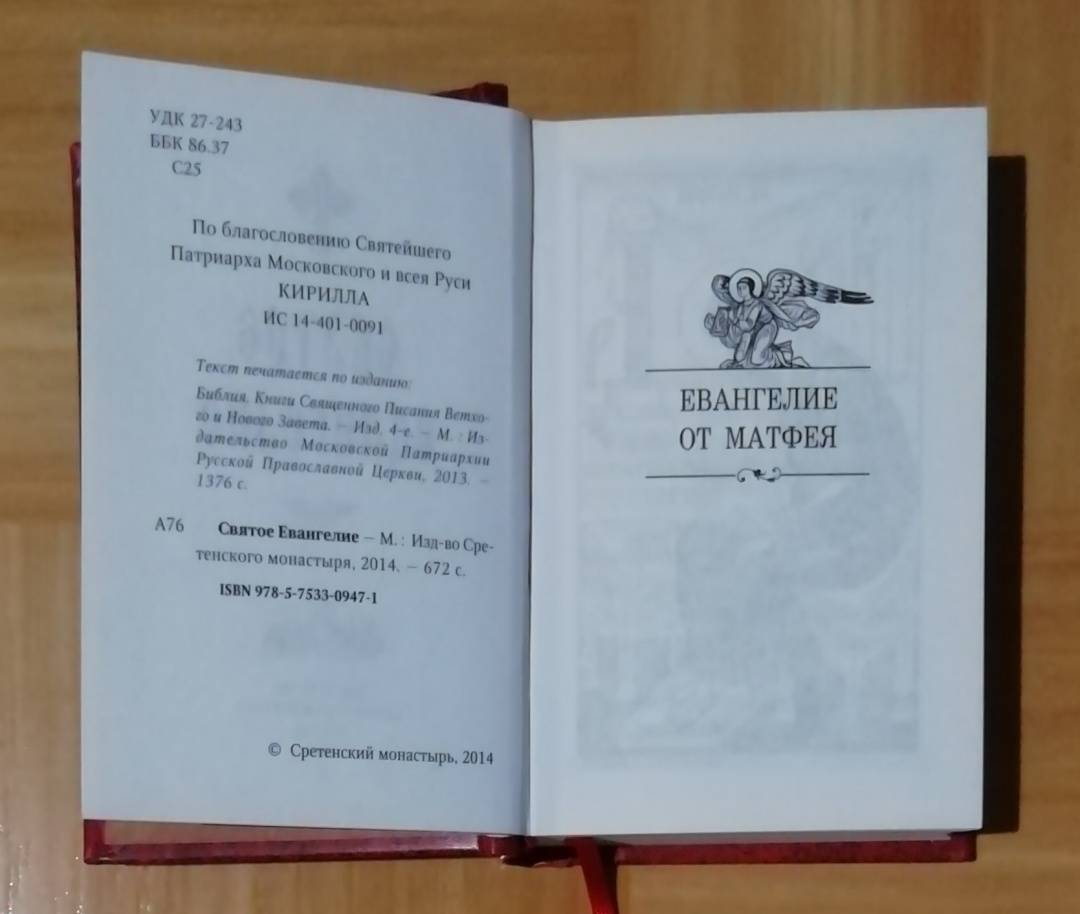 УДК 27-243
ББК 86.37
С25
По благословению Святейшего
Патриарха Московского и всея Руси
КИРИЛЛА
ИС 14-401-0091
Текст печатается по изданию:
Библия. Книги Священного Писания Ветхо-
го и Нового Завета. – Изд. 4-е. – М. : Из-
дательство Московской Патриархии
Русской Православной Церкви, 2013. –
1376 с.
А76 Святое Евангелие – М. : Изд-во Сре-
тенского монастыря, 2014. – 672 с.
ISBN 978-5-7533-0947-1
© Сретенский монастырь, 2014
ЕВАНГЕЛИЕ
ОТ МАТФЕЯ